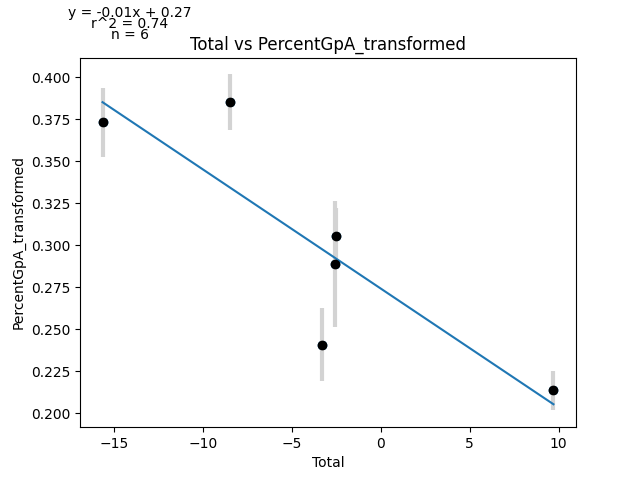 y = -0.01x + 0.27
r^2 = 0.74
n = 6
Total vs PercentGpA_transformed
0.400
0.375
0.350
0.325
0.300
0.275
0.250
0.225
0.200
PercentGpA_transformed
−15
−10
−5
0
5
10
Total